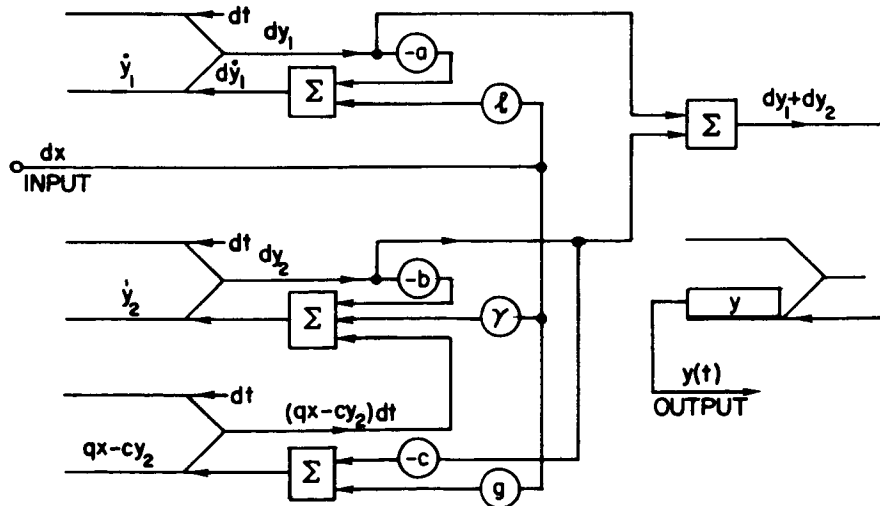 dt
dy₁
-a
ẏ₁
dẏ₁
Σ
ℓ
Σ
dy₁+dy₂
dx
INPUT
dt
dy₂
-b
ẏ₂
Σ
γ
y
dt
(qx-cy₂)dt
y(t)
OUTPUT
qx-cy₂
Σ
-c
g